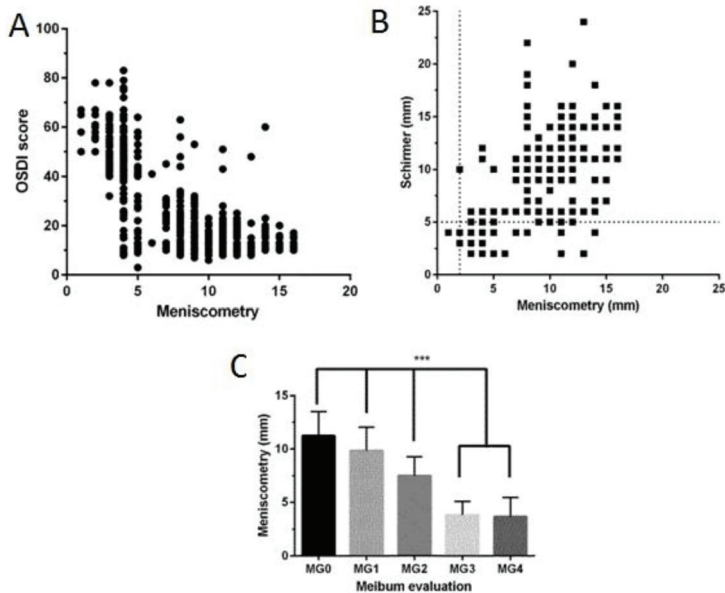 A
OSDI score
100
80
60
40
20
0
0 5 10 15 20
Meniscometry
B
Schirmer (mm)
25
20
15
10
5
0
0 5 10 15 20 25
Meniscometry (mm)
C
***
Meniscometry (mm)
15
10
5
0
MG0 MG1 MG2 MG3 MG4
Meibum evaluation